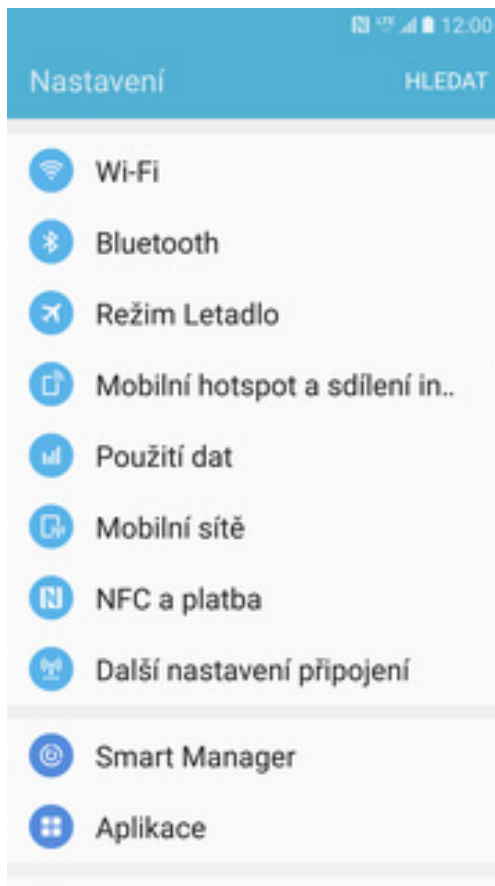 LTE 12:00
Nastavení HLEDAT
Wi-Fi
Bluetooth
Režim Letadlo
Mobilní hotspot a sdílení in..
Použití dat
Mobilní sítě
NFC a platba
Další nastavení připojení
Smart Manager
Aplikace